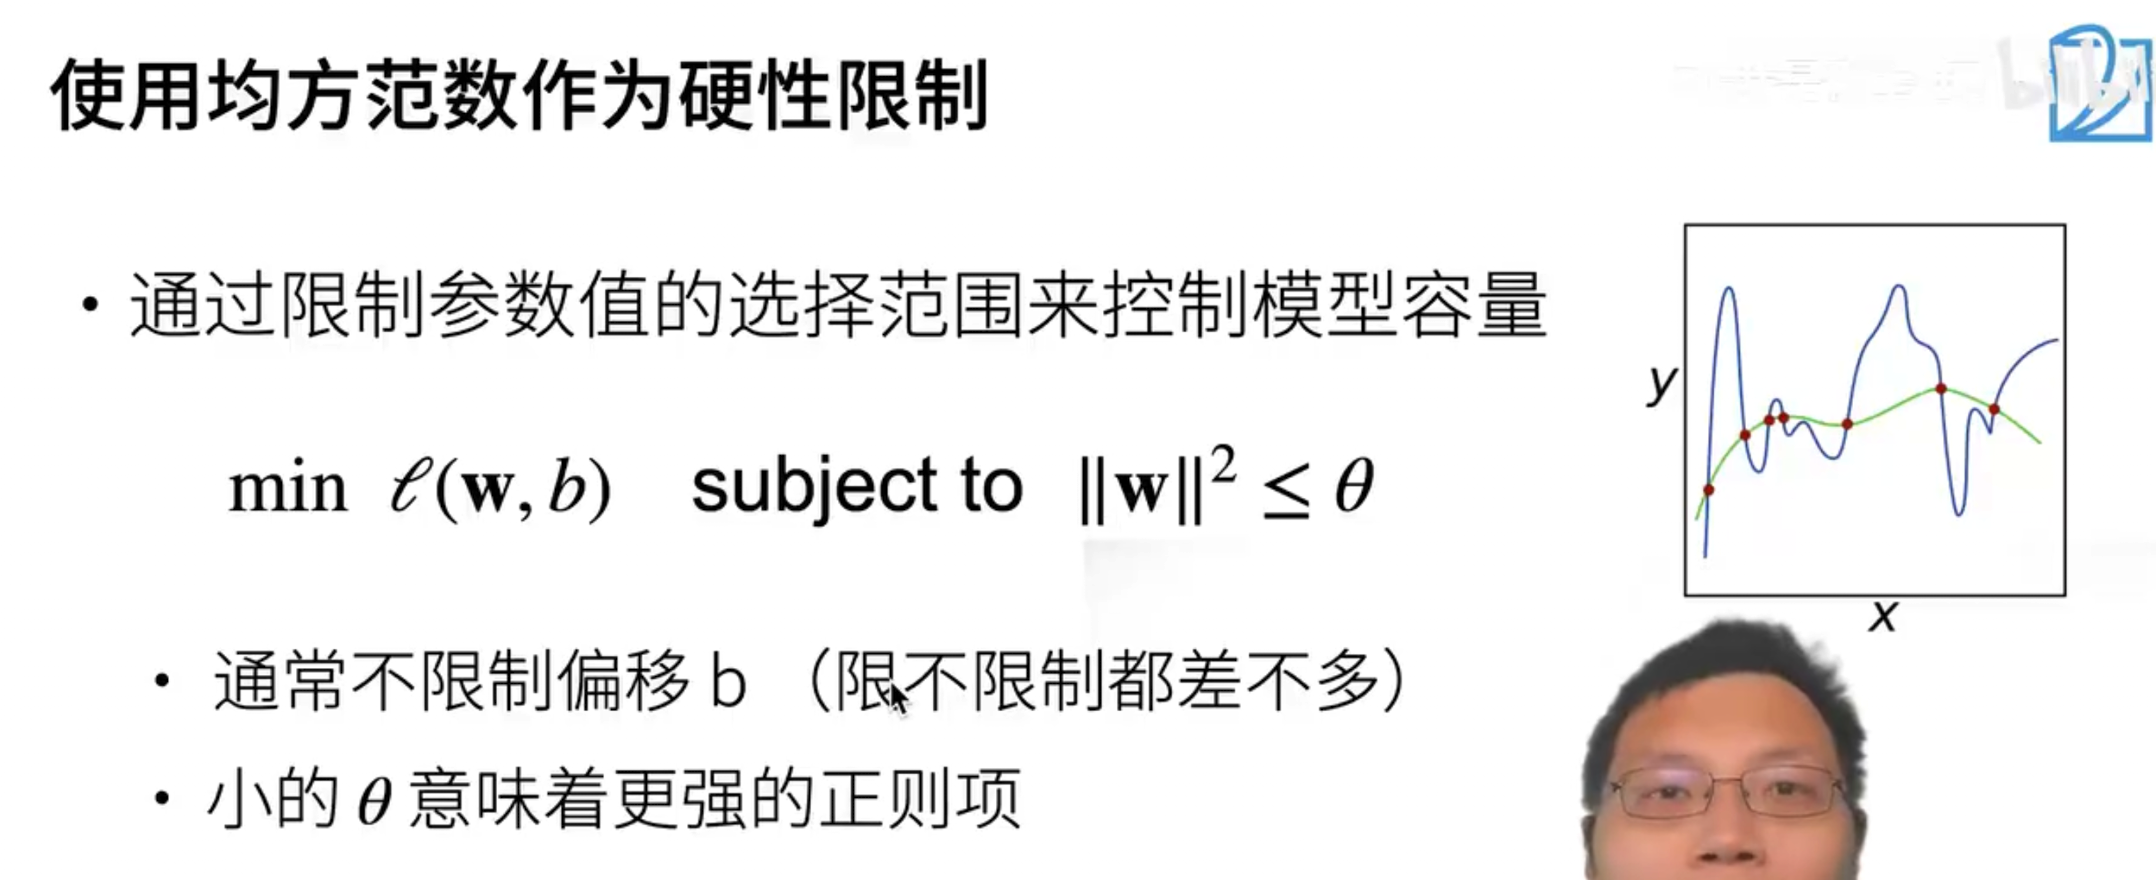 使用均方范数作为硬性限制
• 通过限制参数值的选择范围来控制模型容量
min ℓ(w, b) subject to ‖w‖² ≤ θ
• 通常不限制偏移 b （限不限制都差不多）
• 小的 θ 意味着更强的正则项
y
x